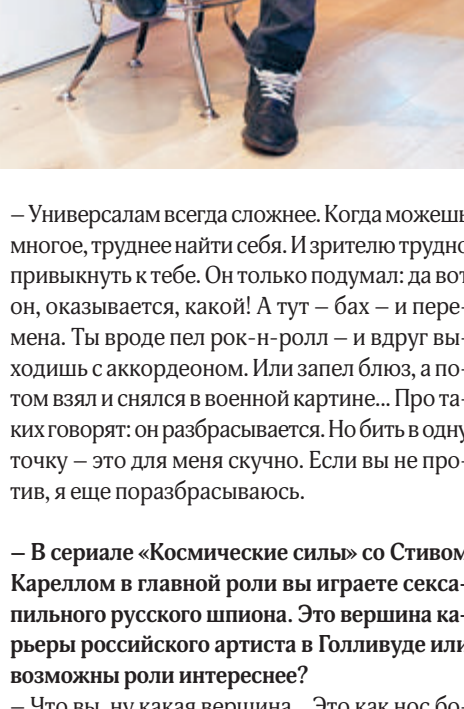 – Универсалам всегда сложнее. Когда можешь
многое, труднее найти себя. И зрителю трудно
привыкнуть к тебе. Он только подумал: да вот
он, оказывается, какой! А тут – бах – и пере-
мена. Ты вроде пел рок-н-ролл – и вдруг вы-
ходишь с аккордеоном. Или запел блюз, а по-
том взял и снялся в военной картине... Про та-
ких говорят: он разбрасывается. Но бить в одну
точку – это для меня скучно. Если вы не про-
тив, я еще поразбрасываюсь.
– В сериале «Космические силы» со Стивом
Кареллом в главной роли вы играете секса-
пильного русского шпиона. Это вершина ка-
рьеры российского артиста в Голливуде или
возможны роли интереснее?
– Что вы, ну какая вершина... Это как нос бо-